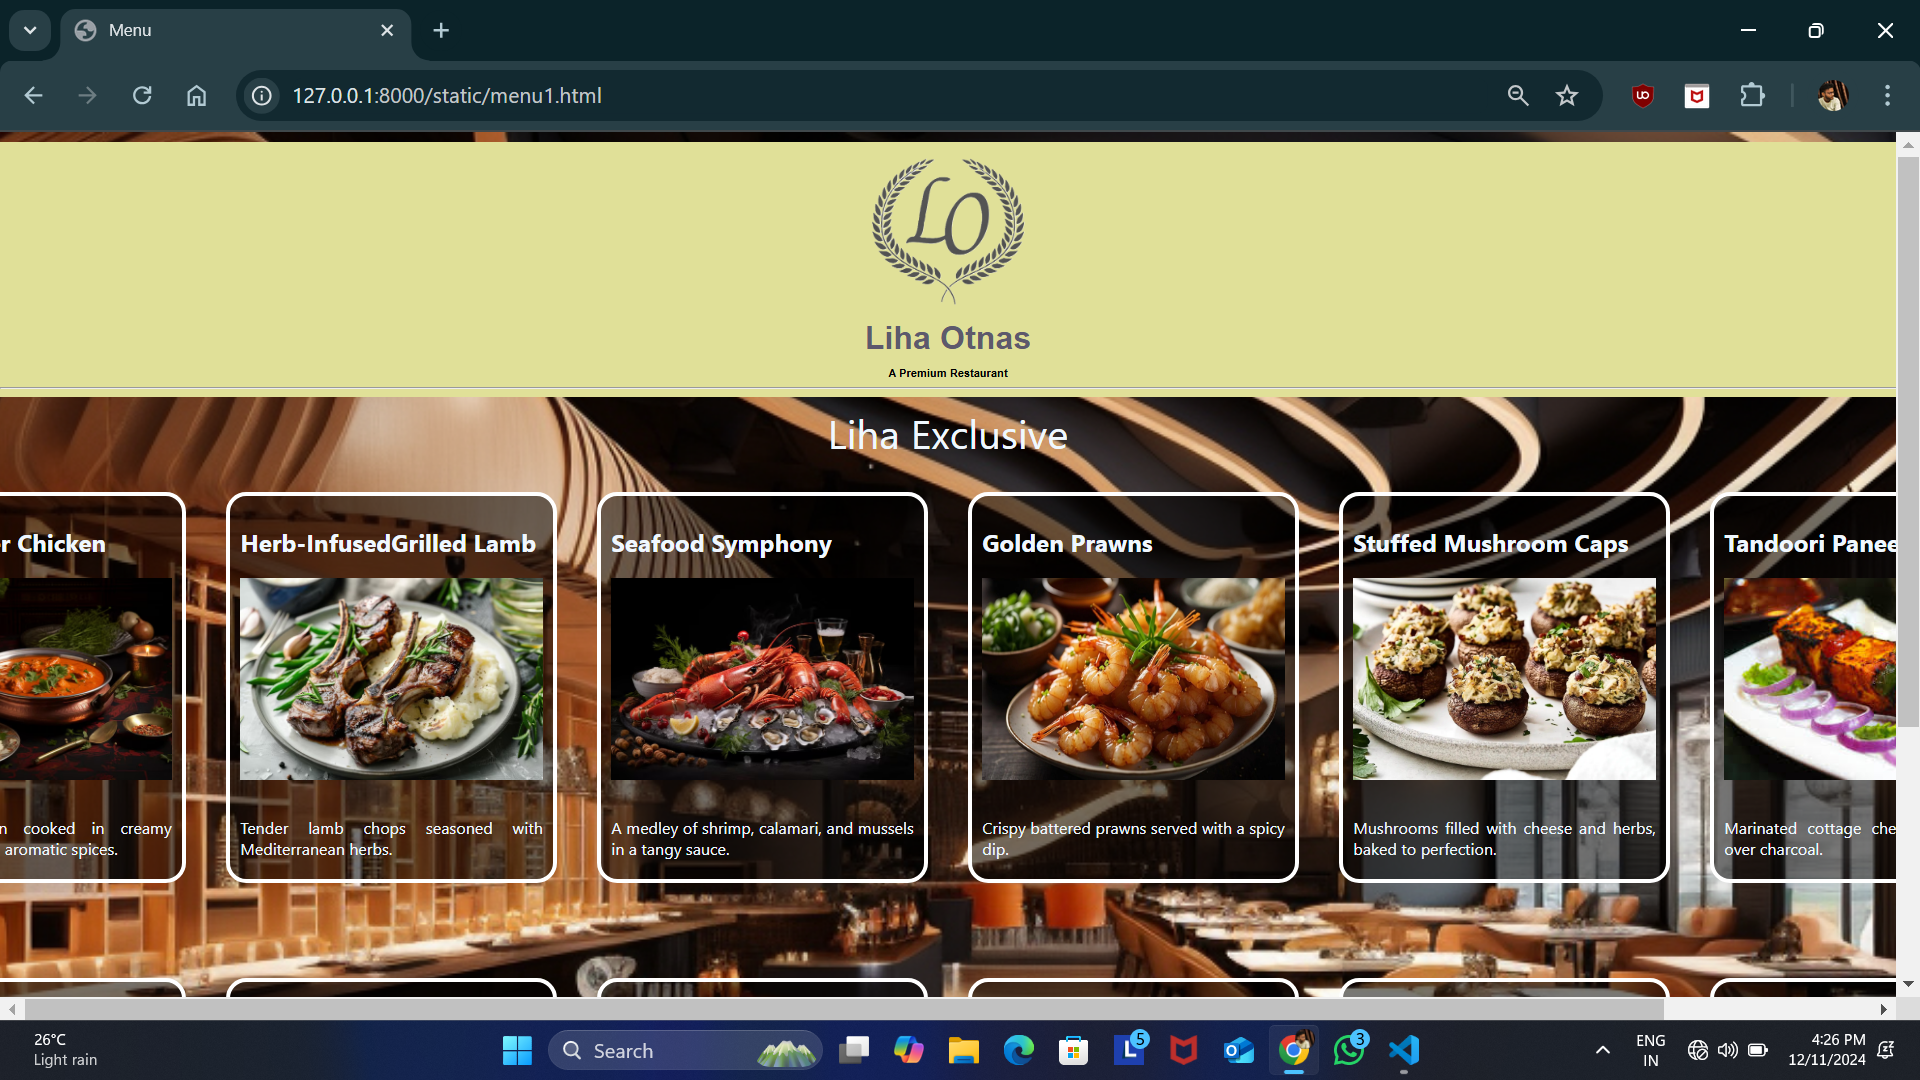 Menu
127.0.0.1:8000/static/menu1.html
LO
Liha Otnas
A Premium Restaurant
Liha Exclusive
r Chicken
Herb-InfusedGrilled Lamb
Seafood Symphony
Golden Prawns
Stuffed Mushroom Caps
Tandoori Panee
n cooked in creamy
aromatic spices.
Tender lamb chops seasoned with
Mediterranean herbs.
A medley of shrimp, calamari, and mussels
in a tangy sauce.
Crispy battered prawns served with a spicy
dip.
Mushrooms filled with cheese and herbs,
baked to perfection.
Marinated cottage che
over charcoal.
26°C
Light rain
Search
5
3
ENG
IN
4:26 PM
12/11/2024